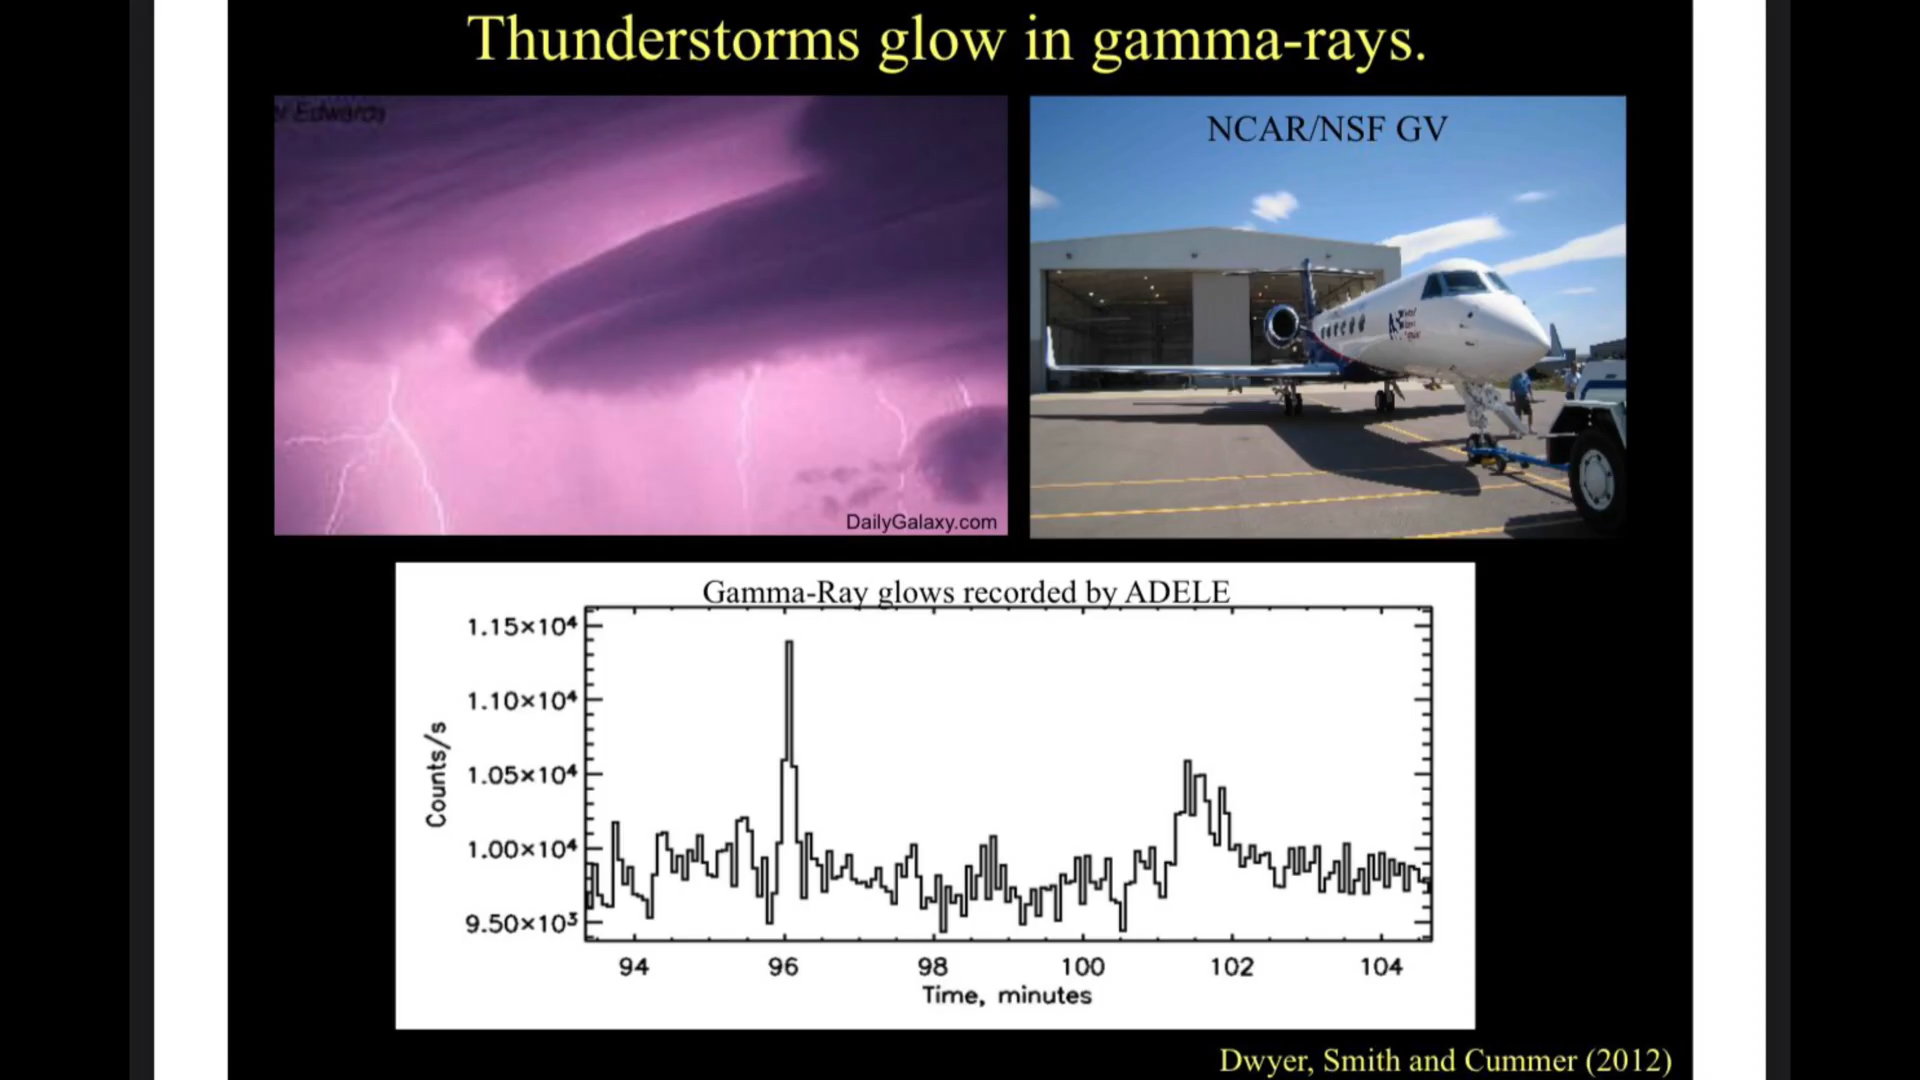 Thunderstorms glow in gamma-rays.
Edwards
NCAR/NSF GV
DailyGalaxy.com
Gamma-Ray glows recorded by ADELE
1.15×10⁴
1.10×10⁴
1.05×10⁴
1.00×10⁴
9.50×10³
Counts/s
94 96 98 100 102 104
Time, minutes
Dwyer, Smith and Cummer (2012)